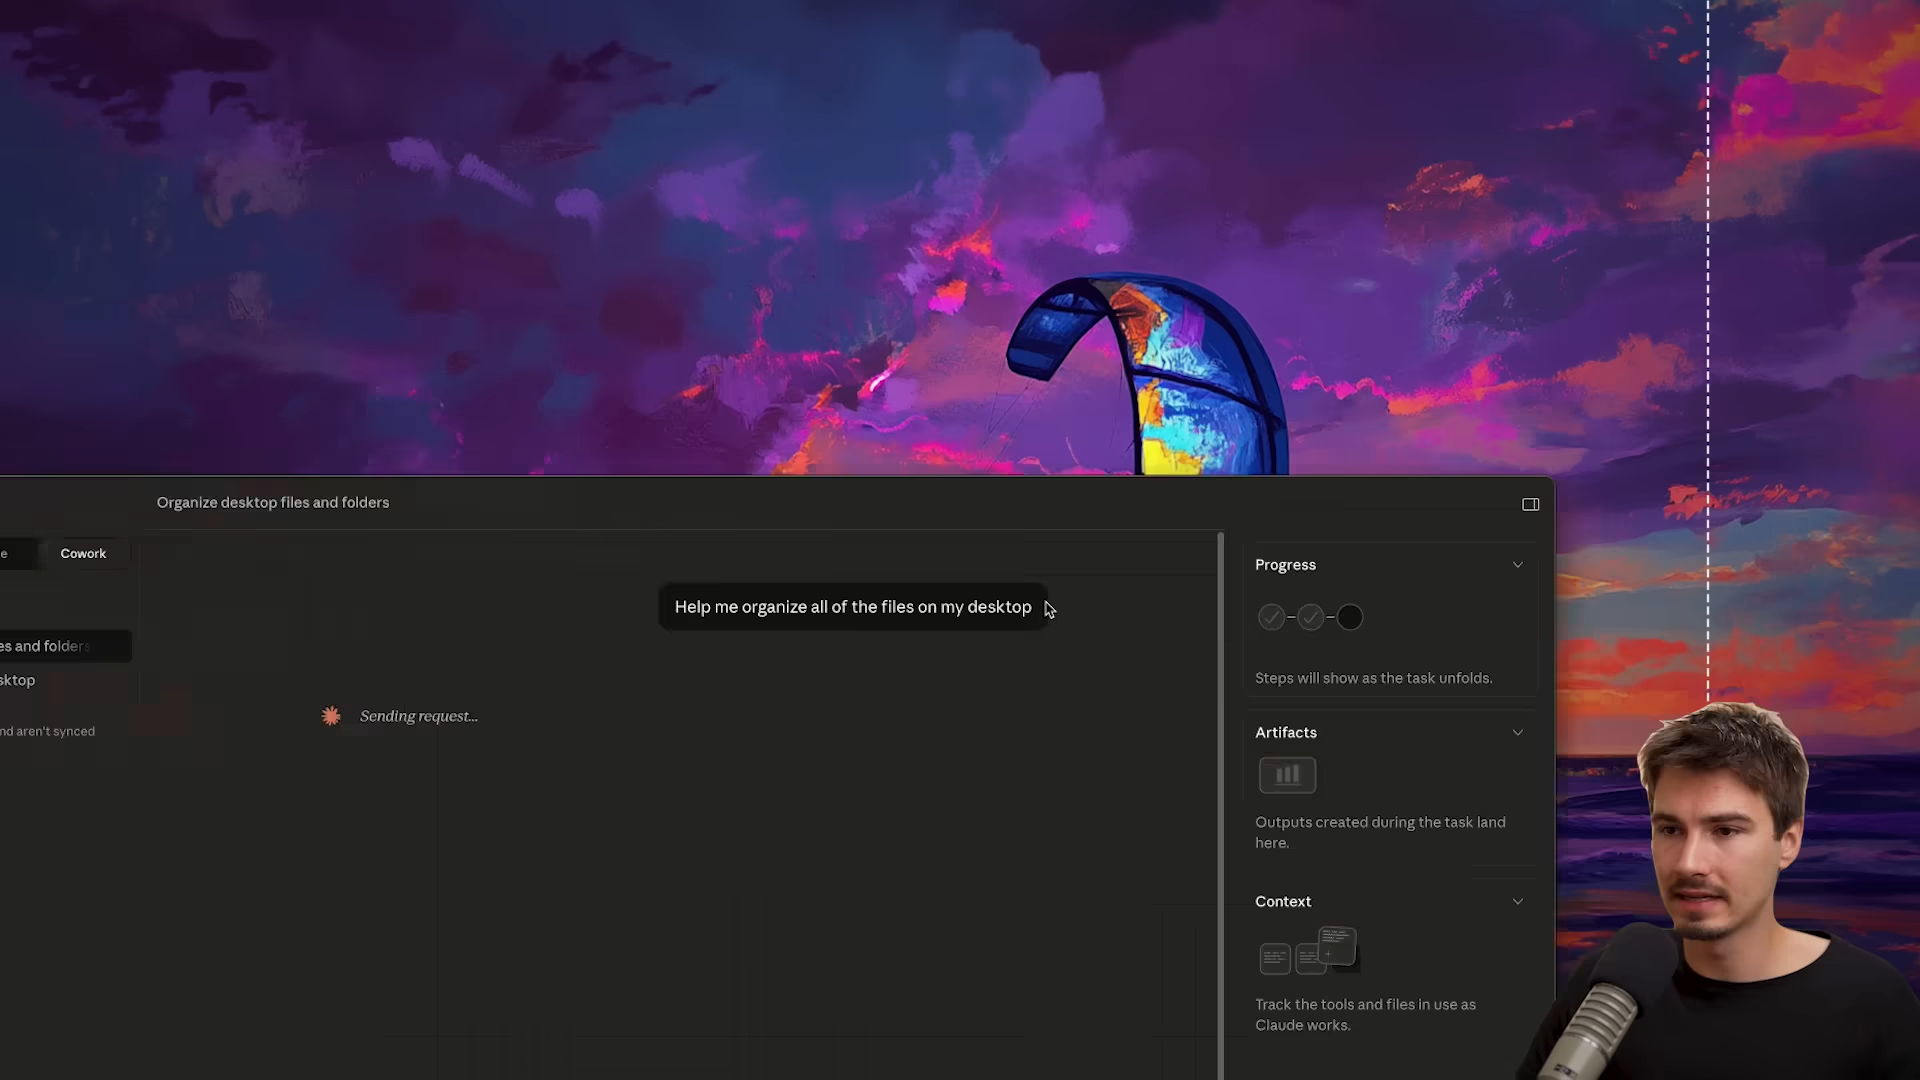 Organize desktop files and folders
e
Cowork
es and folders
sktop
nd aren't synced
Help me organize all of the files on my desktop
Sending request...
Progress
Steps will show as the task unfolds.
Artifacts
Outputs created during the task land
here.
Context
Track the tools and files in use as
Claude works.